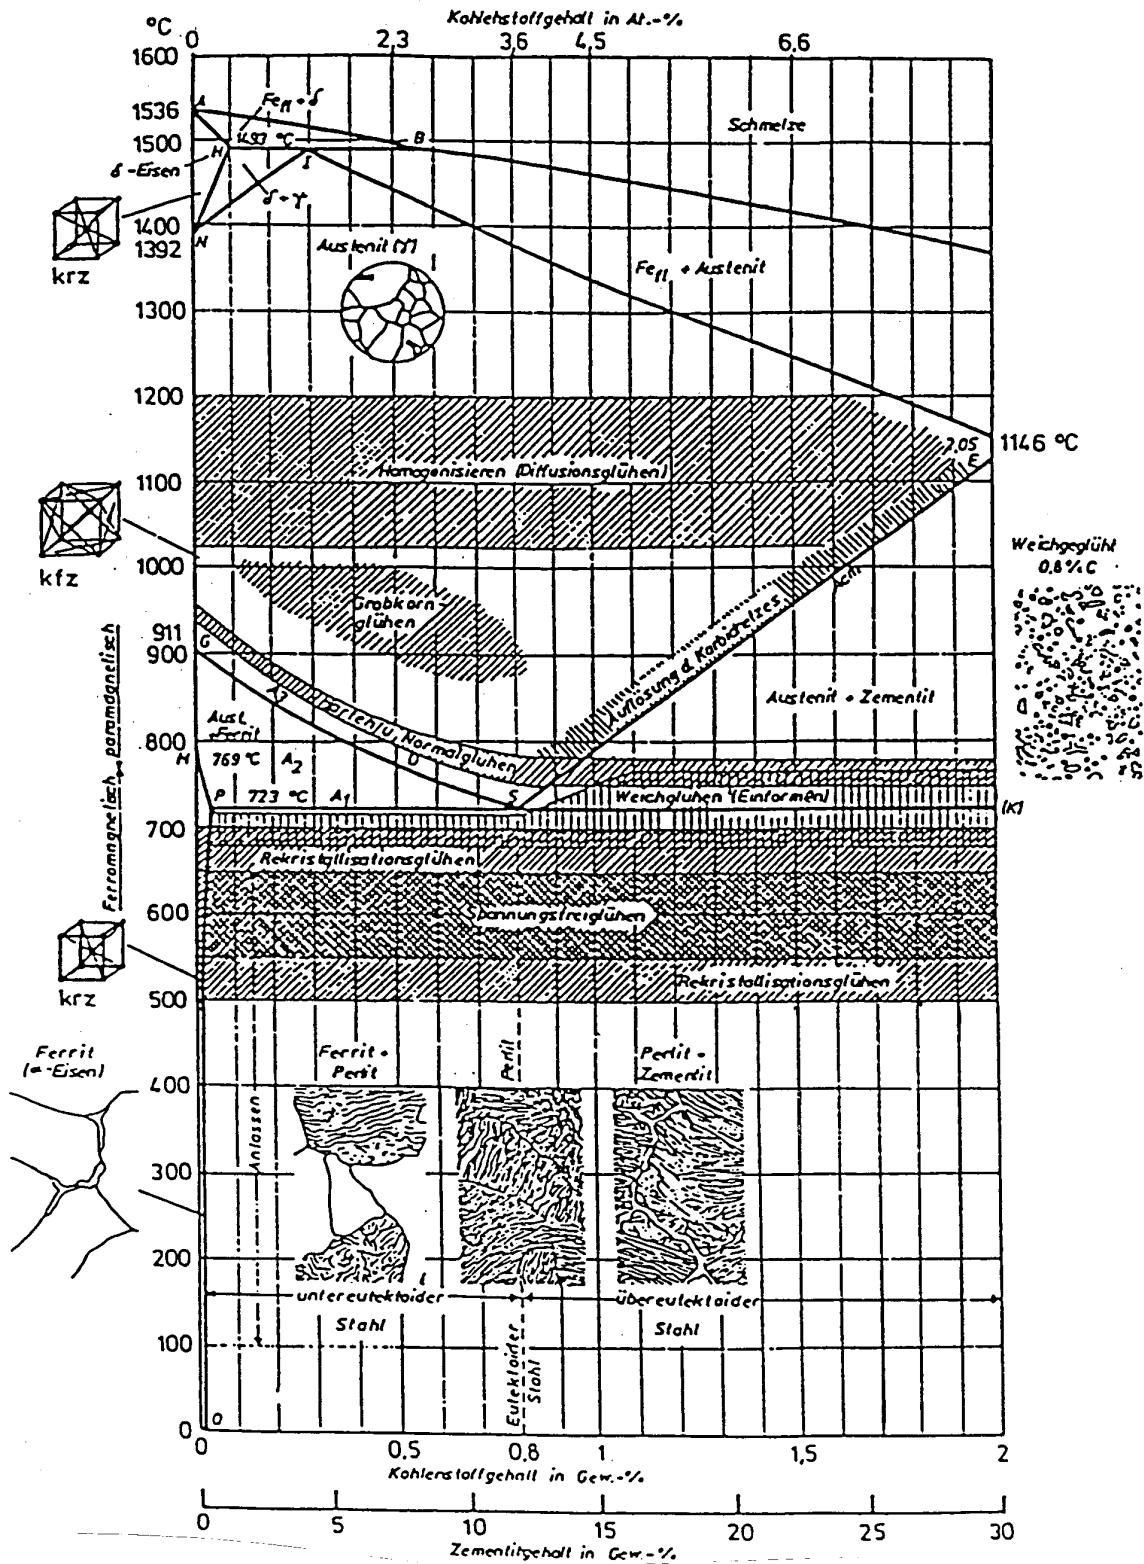 Kohlehstoffgehalt in At.-%
°C
0 2,3 3,6 4,5 6.6
1600
A
Fefl + δ
1536
Schmelze
1500
1493 °C
B
H
I
δ-Eisen
δ+γ
1400
N
1392
krz
Austenit (γ)
Fefl + Austenit
1300
1200
2,05
E
1146 °C
Homogenisieren (Diffusionsglühen)
1100
kfz
1000
Weichgeglüht
0,8% C
Grobkorn-
glühen
911
G
900
Auflösung d. Karbidnetzes
Ferromagnetisch paramagnetisch
A3
Austenit + Zementit
Aust.
+Ferrit
800
M
769 °C A2
Normalglühen
P 723 °C A1
S
Weichglühen (Einformen)
(K)
700
Rekristallisationsglühen
600
Spannungsfreiglühen
krz
Rekristallisationsglühen
500
Ferrit
(α-Eisen)
Ferrit +
Perlit
Perlit
Perlit +
Zementit
400
Anlassen
300
200
untereutektoider
Stahl
übereutektoider
Stahl
100
Eutektoider
Stahl
0
0 0,5 0,8 1 1,5 2
Kohlenstoffgehalt in Gew.-%
0 5 10 15 20 25 30
Zementitgehalt in Gew.-%